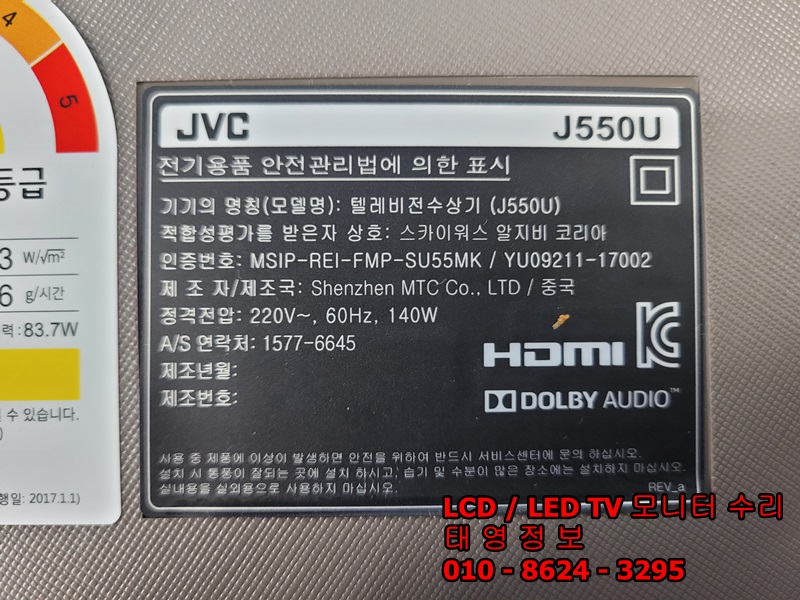 4
5
등급
3 W/√m²
6 g/시간
력 : 83.7W
수 있습니다.
행일: 2017.1.1)
JVC J550U
전기용품 안전관리법에 의한 표시
기기의 명칭(모델명): 텔레비전수상기 (J550U)
적합성평가를 받은자 상호: 스카이워스 알지비 코리아
인증번호: MSIP-REI-FMP-SU55MK / YU09211-17002
제 조 자/제조국: Shenzhen MTC Co., LTD / 중국
정격전압: 220V~, 60Hz, 140W
A/S 연락처: 1577-6645
제조년월:
제조번호:
HDMI
DOLBY AUDIO™
사용 중 제품에 이상이 발생하면 안전을 위하여 반드시 서비스센터에 문의 하십시오.
설치 시 통풍이 잘되는 곳에 설치 하시고, 습기 및 수분이 많은 장소에는 설치하지 마십시오.
실내용을 실외용으로 사용하지 마십시오.
REV_a
LCD / LED TV 모니터 수리
태 영 정 보
010 - 8624 - 3295